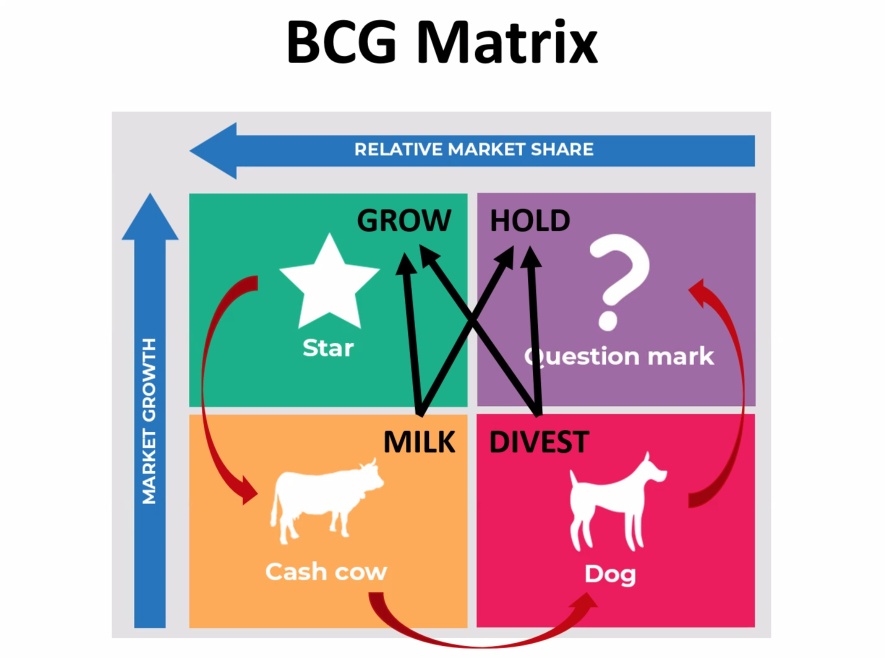 BCG Matrix
RELATIVE MARKET SHARE
MARKET GROWTH
GROW
HOLD
Star
Question mark
MILK
DIVEST
Cash cow
Dog